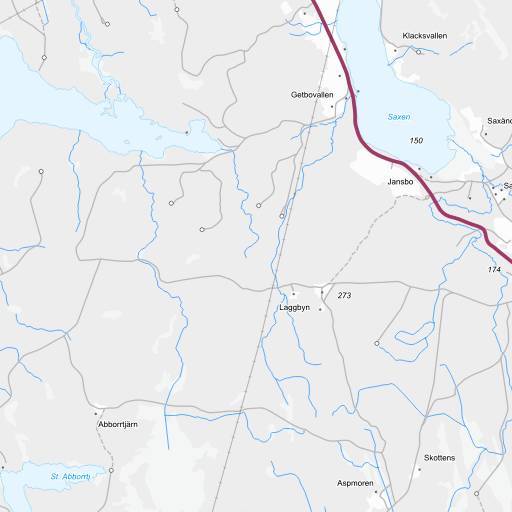 Klacksvallen
Getbovallen
Saxen
150
Jansbo
174
273
Laggbyn
Abborrtjärn
Skottens
St. Abborrtj
Aspmoren